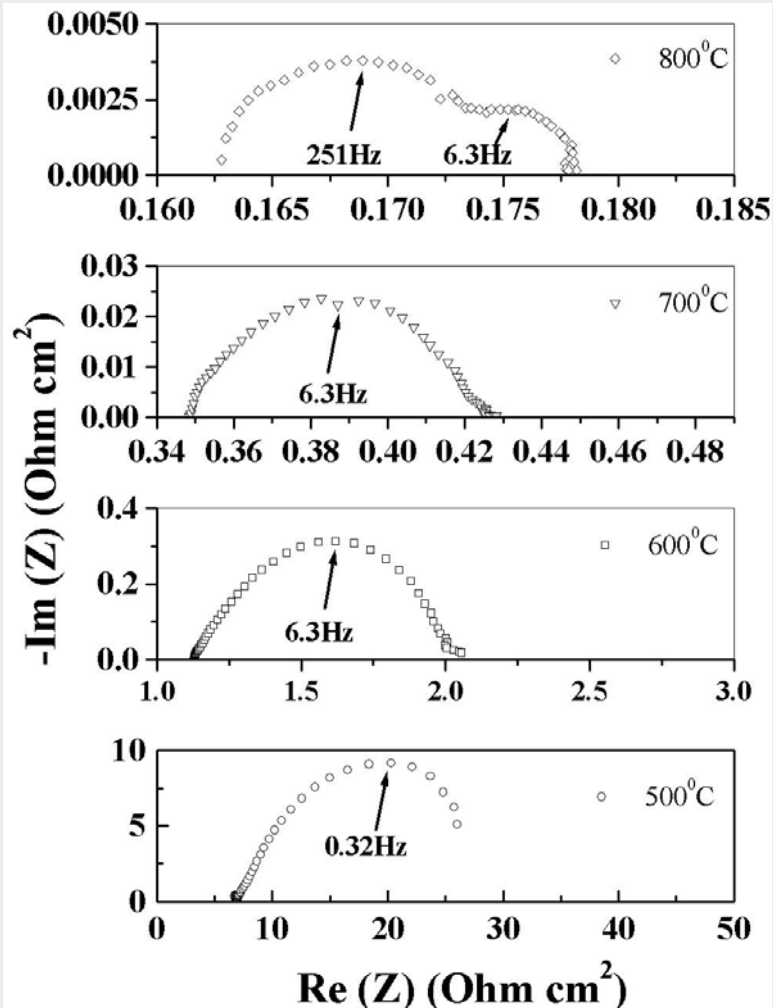 0.0050
800⁰C
0.0025
251Hz
6.3Hz
0.0000
0.160 0.165 0.170 0.175 0.180 0.185
0.03
700⁰C
0.02
0.01
6.3Hz
0.00
0.34 0.36 0.38 0.40 0.42 0.44 0.46 0.48
-Im (Z) (Ohm cm²)
0.4
600⁰C
0.2
6.3Hz
0.0
1.0 1.5 2.0 2.5 3.0
10
500⁰C
5
0.32Hz
0
0 10 20 30 40 50
Re (Z) (Ohm cm²)